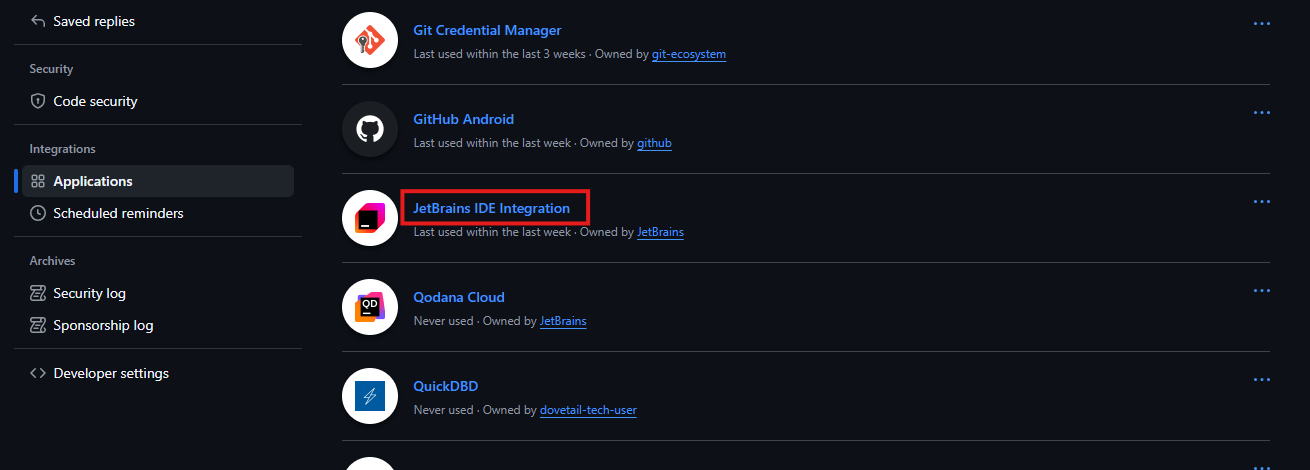 Saved replies
Security
Code security
Integrations
Applications
Scheduled reminders
Archives
Security log
Sponsorship log
Developer settings
Git Credential Manager
Last used within the last 3 weeks · Owned by git-ecosystem
GitHub Android
Last used within the last week · Owned by github
JetBrains IDE Integration
Last used within the last week · Owned by JetBrains
QD
Qodana Cloud
Never used · Owned by JetBrains
QuickDBD
Never used · Owned by dovetail-tech-user